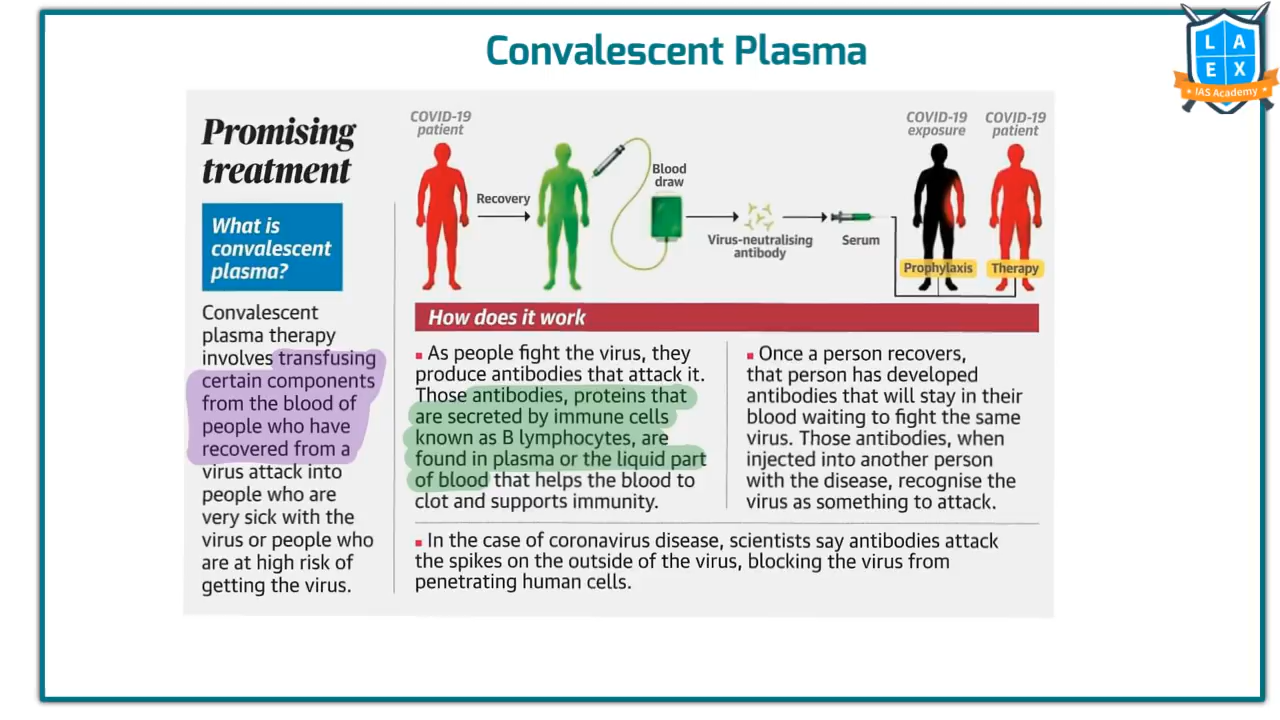 Convalescent Plasma
L A
E X
IAS Academy
Promising
treatment
What is
convalescent
plasma?
Convalescent
plasma therapy
involves transfusing
certain components
from the blood of
people who have
recovered from a
virus attack into
people who are
very sick with the
virus or people who
are at high risk of
getting the virus.
COVID-19
patient
Recovery
Blood
draw
Virus-neutralising
antibody
Serum
COVID-19
exposure
Prophylaxis
COVID-19
patient
Therapy
How does it work
As people fight the virus, they
produce antibodies that attack it.
Those antibodies, proteins that
are secreted by immune cells
known as B lymphocytes, are
found in plasma or the liquid part
of blood that helps the blood to
clot and supports immunity.
Once a person recovers,
that person has developed
antibodies that will stay in their
blood waiting to fight the same
virus. Those antibodies, when
injected into another person
with the disease, recognise the
virus as something to attack.
In the case of coronavirus disease, scientists say antibodies attack
the spikes on the outside of the virus, blocking the virus from
penetrating human cells.